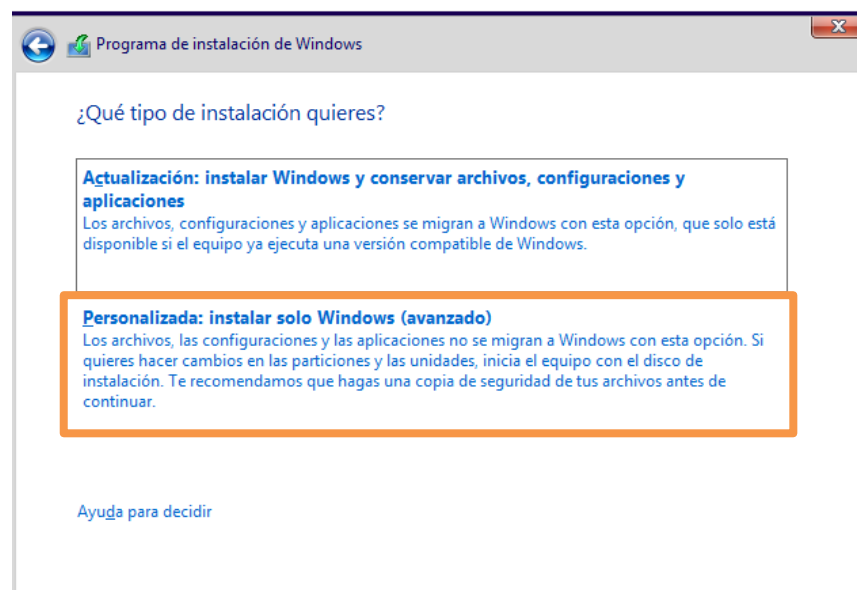 Programa de instalación de Windows
¿Qué tipo de instalación quieres?
Actualización: instalar Windows y conservar archivos, configuraciones y
aplicaciones
Los archivos, configuraciones y aplicaciones se migran a Windows con esta opción, que solo está
disponible si el equipo ya ejecuta una versión compatible de Windows.
Personalizada: instalar solo Windows (avanzado)
Los archivos, las configuraciones y las aplicaciones no se migran a Windows con esta opción. Si
quieres hacer cambios en las particiones y las unidades, inicia el equipo con el disco de
instalación. Te recomendamos que hagas una copia de seguridad de tus archivos antes de
continuar.
Ayuda para decidir